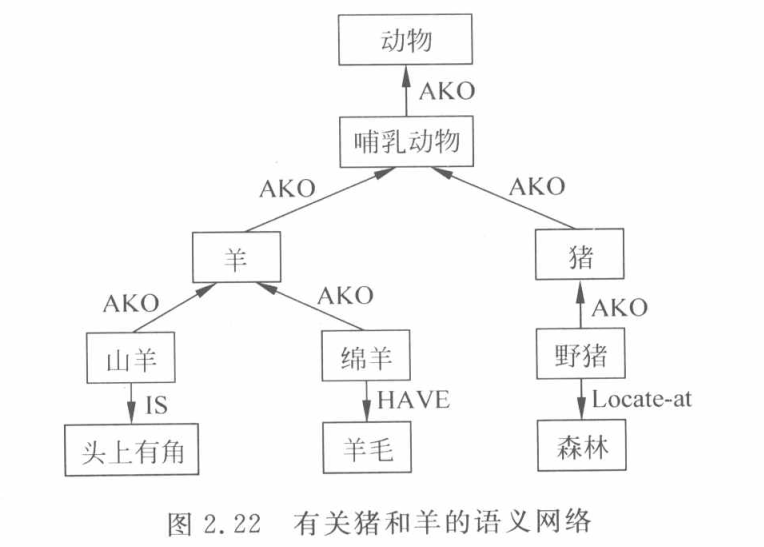 动物
AKO
哺乳动物
AKO
AKO
羊
猪
AKO
AKO
AKO
山羊
绵羊
野猪
IS
HAVE
Locate-at
头上有角
羊毛
森林
图 2.22 有关猪和羊的语义网络